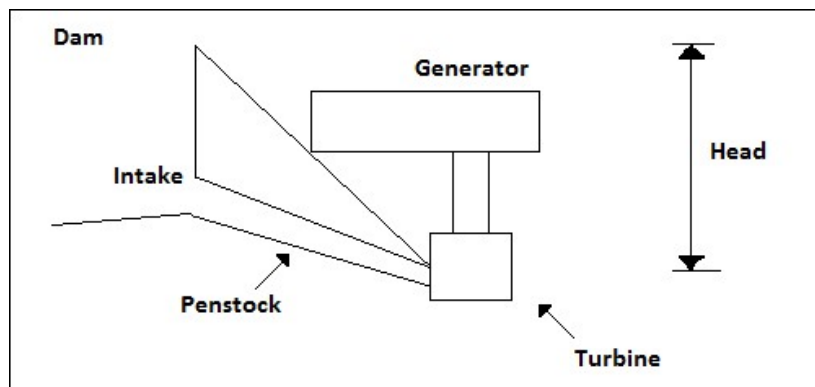 Dam
Generator
Head
Intake
Penstock
Turbine